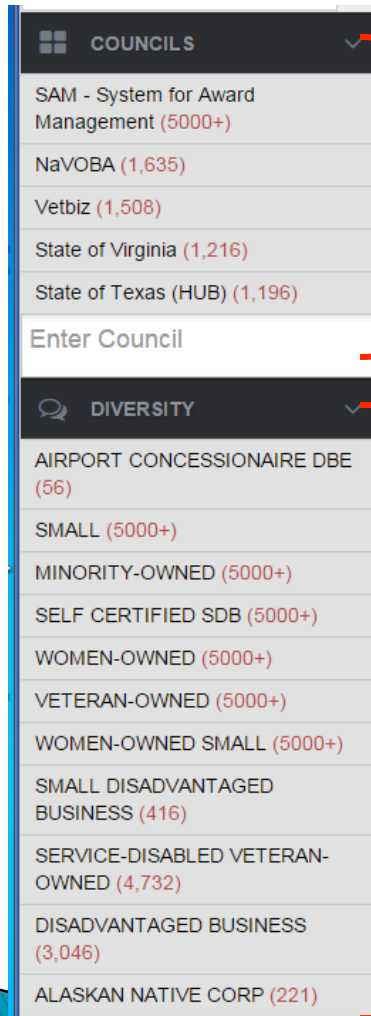 COUNCILS
SAM - System for Award
Management (5000+)
NaVOBA (1,635)
Vetbiz (1,508)
State of Virginia (1,216)
State of Texas (HUB) (1,196)
Enter Council
DIVERSITY
AIRPORT CONCESSIONAIRE DBE
(56)
SMALL (5000+)
MINORITY-OWNED (5000+)
SELF CERTIFIED SDB (5000+)
WOMEN-OWNED (5000+)
VETERAN-OWNED (5000+)
WOMEN-OWNED SMALL (5000+)
SMALL DISADVANTAGED
BUSINESS (416)
SERVICE-DISABLED VETERAN-
OWNED (4,732)
DISADVANTAGED BUSINESS
(3,046)
ALASKAN NATIVE CORP (221)